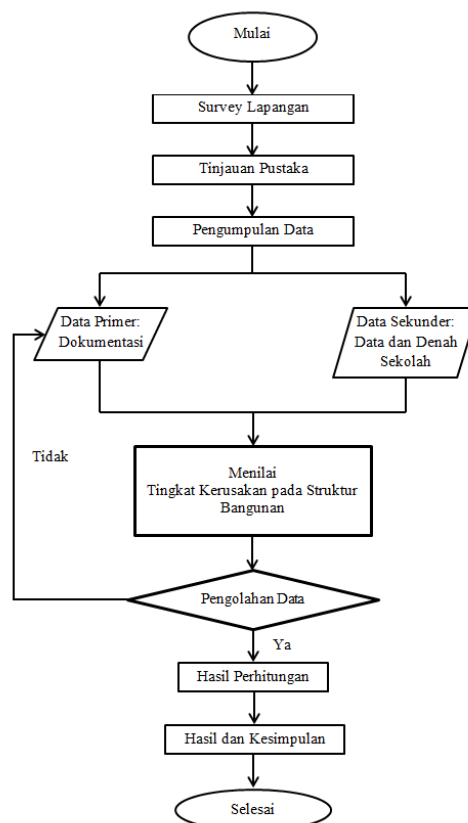 Mulai
Survey Lapangan
Tinjauan Pustaka
Pengumpulan Data
Data Primer:
Dokumentasi
Data Sekunder:
Data dan Denah
Sekolah
Tidak
Menilai
Tingkat Kerusakan pada Struktur
Bangunan
Pengolahan Data
Ya
Hasil Perhitungan
Hasil dan Kesimpulan
Selesai